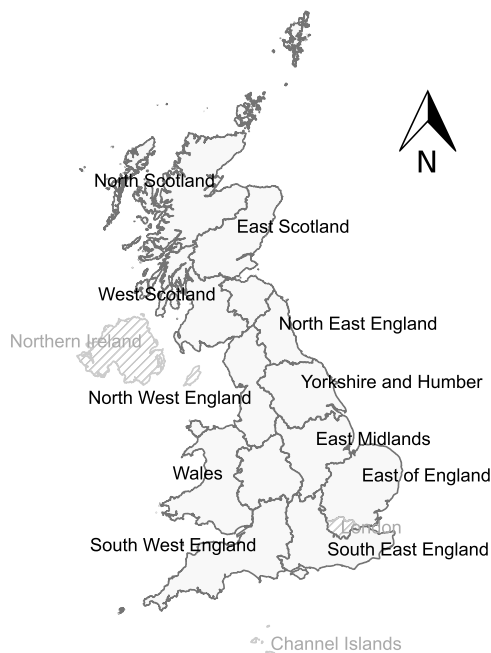 North Scotland
N
East Scotland
West Scotland
North East England
Northern Ireland
Yorkshire and Humber
North West England
East Midlands
Wales
East of England
London
South West England
South East England
Channel Islands